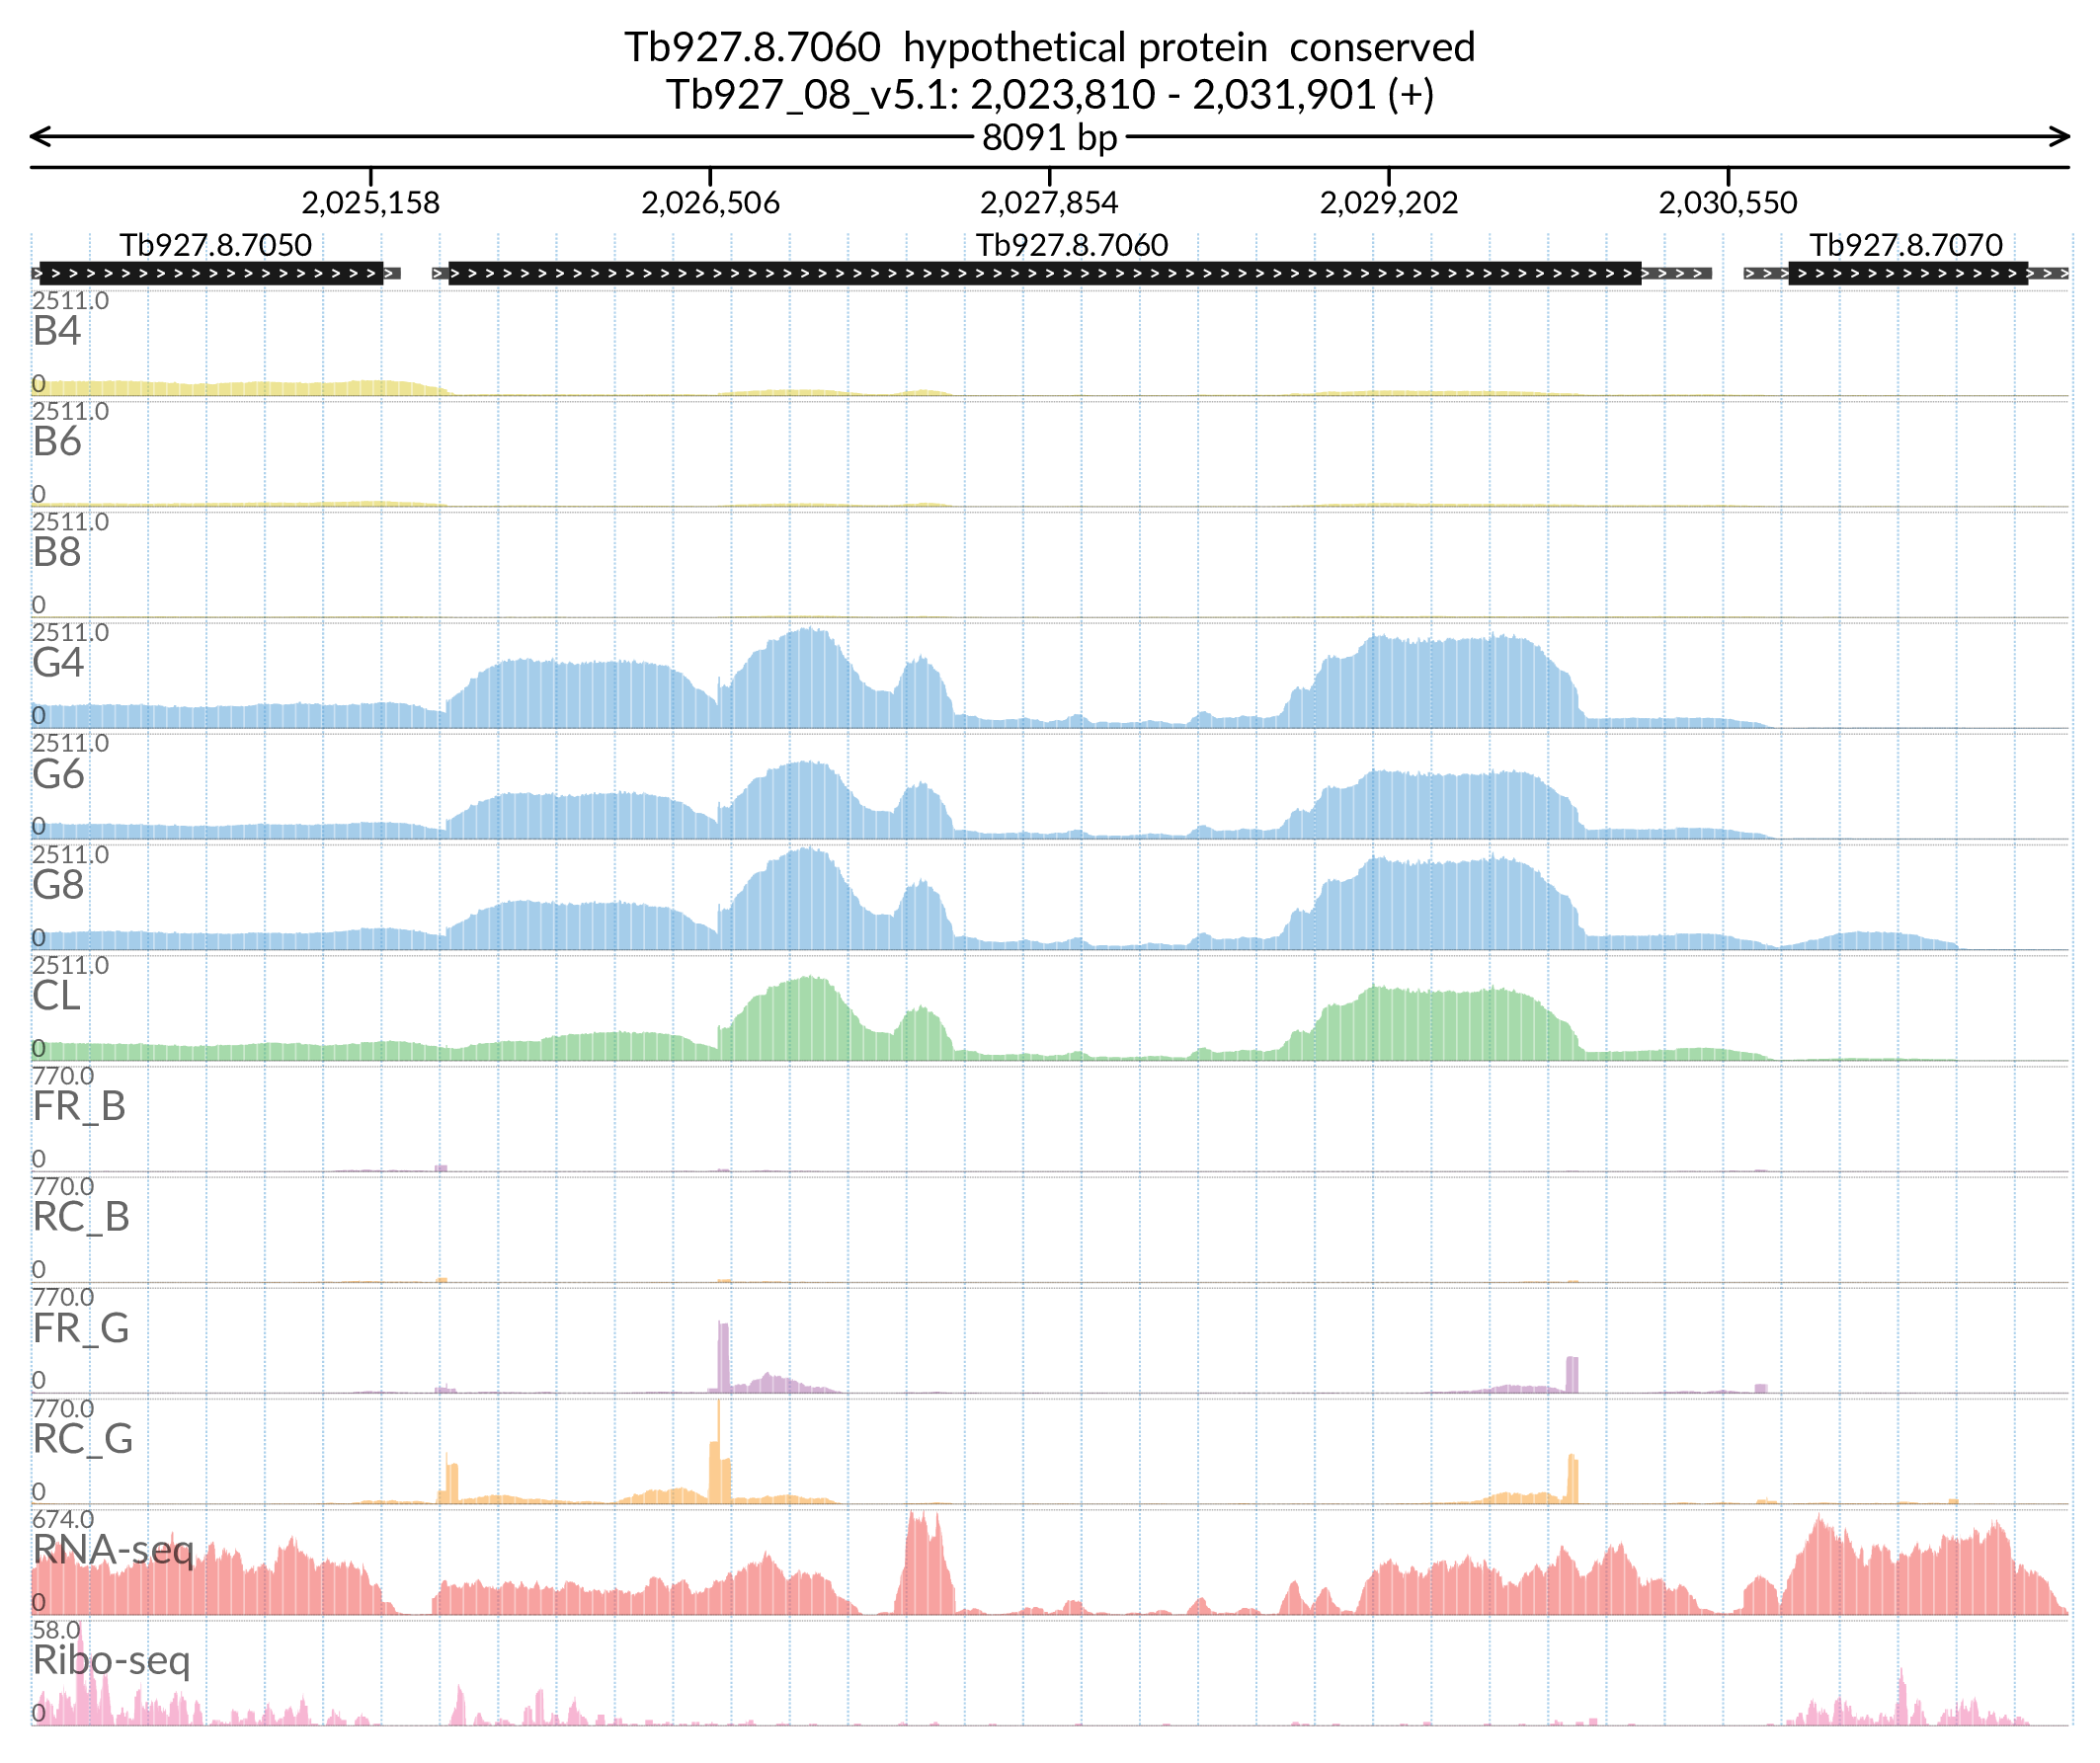 Tb927.8.7060 hypothetical protein conserved
Tb927_08_v5.1: 2,023,810 - 2,031,901 (+)
8091 bp
2,025,158 2,026,506 2,027,854 2,029,202 2,030,550
Tb927.8.7050 Tb927.8.7060 Tb927.8.7070
2511.0
B4
0
2511.0
B6
0
2511.0
B8
0
2511.0
G4
0
2511.0
G6
0
2511.0
G8
0
2511.0
CL
0
770.0
FR_B
0
770.0
RC_B
0
770.0
FR_G
0
770.0
RC_G
0
674.0
RNA-seq
0
58.0
Ribo-seq
0